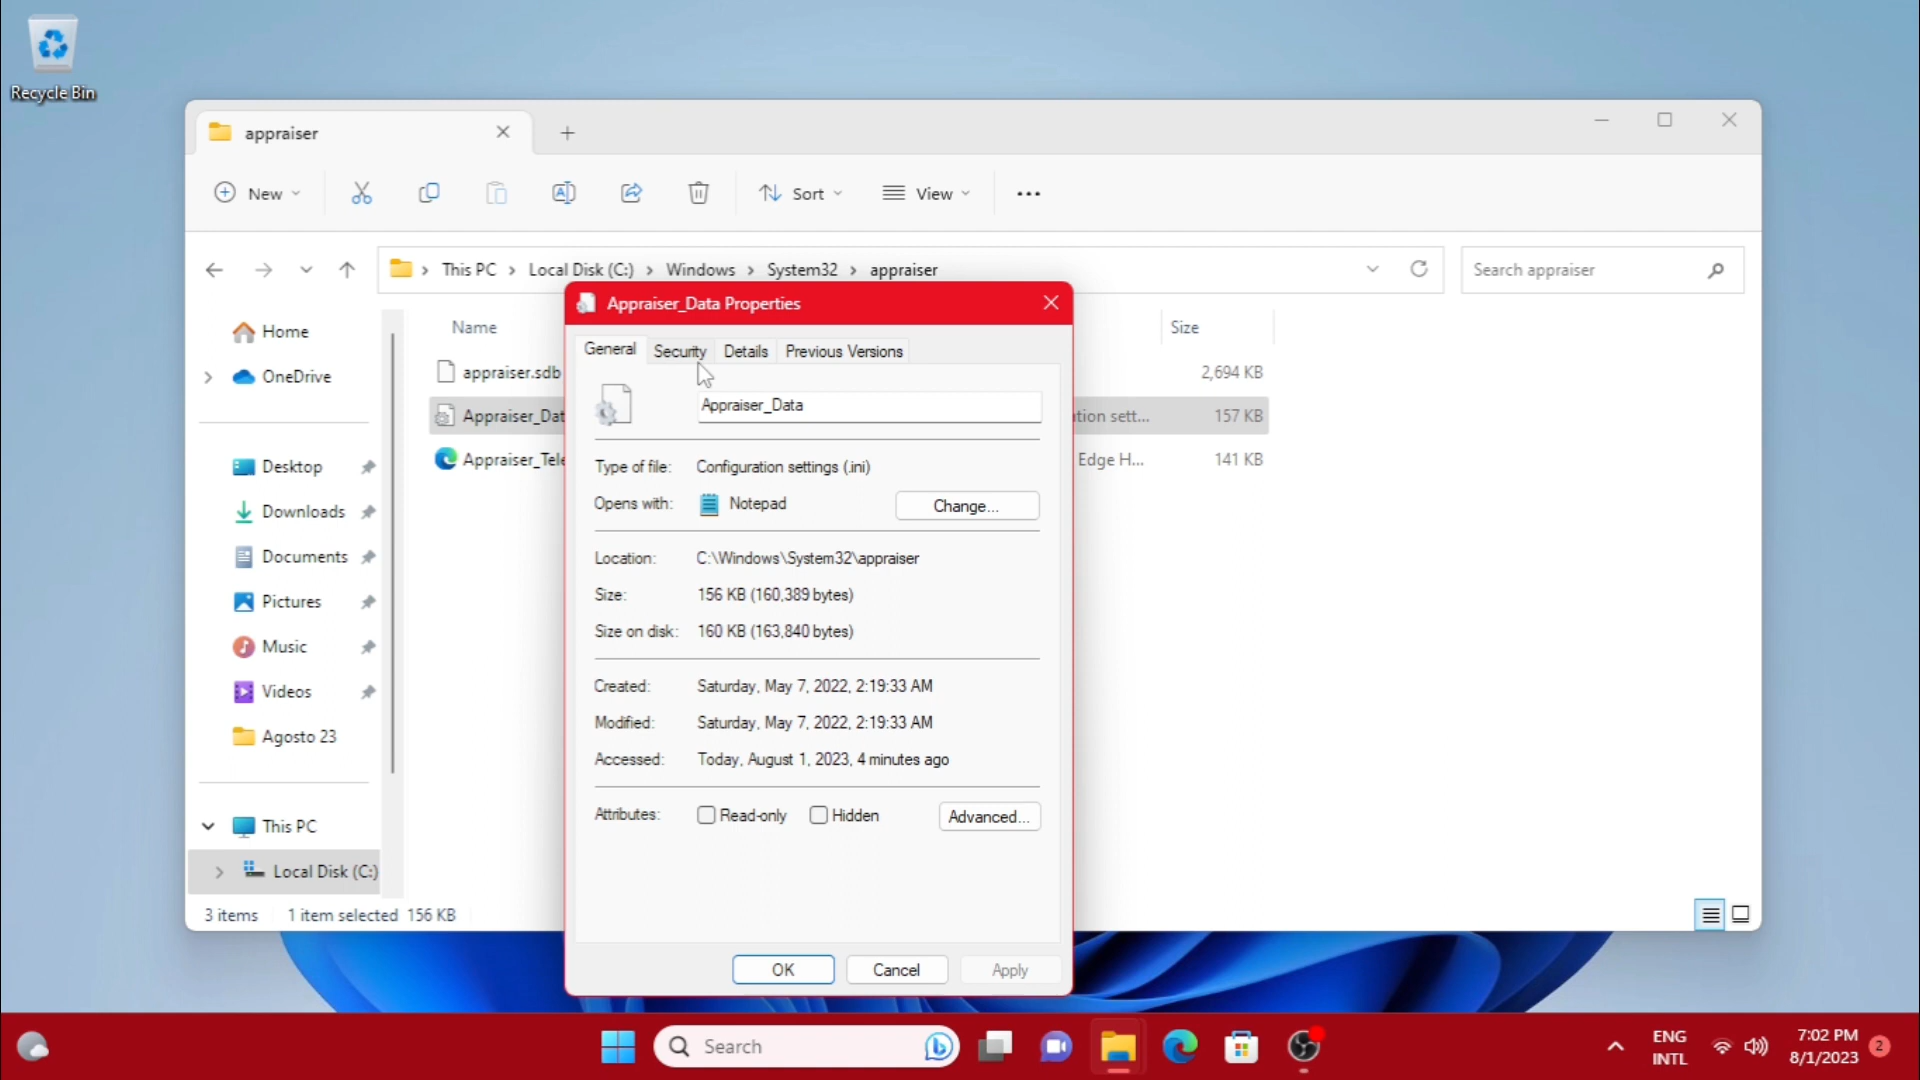 Recycle Bin
appraiser
New
Sort
View
This PC
Local Disk (C:)
Windows
System32
appraiser
Search appraiser
Home
OneDrive
Desktop
Downloads
Documents
Pictures
Music
Videos
Agosto 23
This PC
Local Disk (C:)
Name
Size
appraiser.sdb
2,694 KB
Appraiser_Dat
tion sett...
157 KB
Appraiser_Tele
Edge H...
141 KB
3 items
1 item selected 156 KB
Appraiser_Data Properties
General
Security
Details
Previous Versions
Appraiser_Data
Type of file: Configuration settings (.ini)
Opens with: Notepad
Change...
Location: C:\Windows\System32\appraiser
Size: 156 KB (160,389 bytes)
Size on disk: 160 KB (163,840 bytes)
Created: Saturday, May 7, 2022, 2:19:33 AM
Modified: Saturday, May 7, 2022, 2:19:33 AM
Accessed: Today, August 1, 2023, 4 minutes ago
Attributes: Read-only Hidden
Advanced...
OK
Cancel
Apply
Search
ENG
INTL
7:02 PM
8/1/2023
2